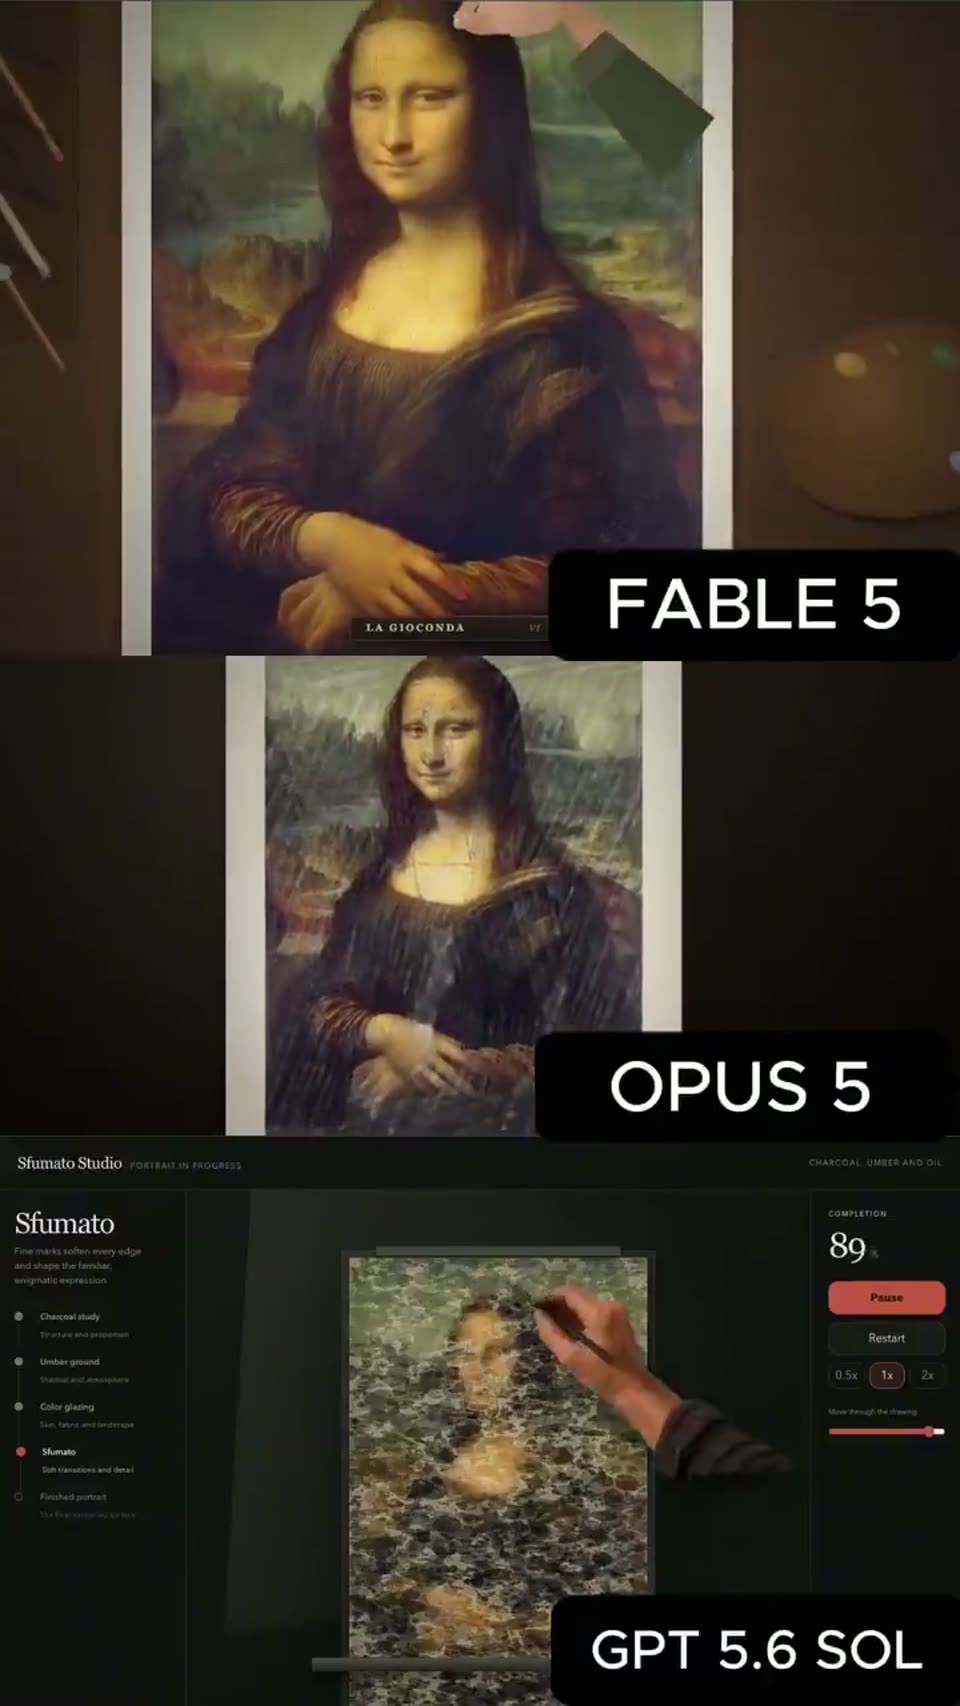 LA GIOCONDA VI.
FABLE 5
OPUS 5
Sfumato Studio PORTRAIT IN PROGRESS
CHARCOAL, UMBER AND OIL
Sfumato
Fine marks soften every edge
and shape the familiar,
enigmatic expression.
Charcoal study
Structure and proportion
Umber ground
Shadow and atmosphere
Color glazing
Skin, fabric and landscape
Sfumato
Soft transitions and detail
Finished portrait
COMPLETION
89 %
Pause
Restart
0.5x 1x 2x
Move through the drawing
GPT 5.6 SOL